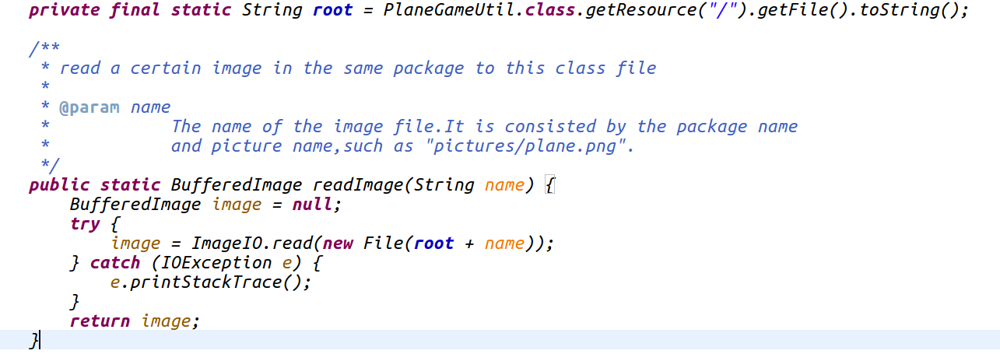 private final static String root = PlaneGameUtil.class.getResource("/").getFile().toString();
/**
 * read a certain image in the same package to this class file
 *
 * @param name
 *            The name of the image file.It is consisted by the package name
 *            and picture name,such as "pictures/plane.png".
 */
public static BufferedImage readImage(String name) {
    BufferedImage image = null;
    try {
        image = ImageIO.read(new File(root + name));
    } catch (IOException e) {
        e.printStackTrace();
    }
    return image;
}